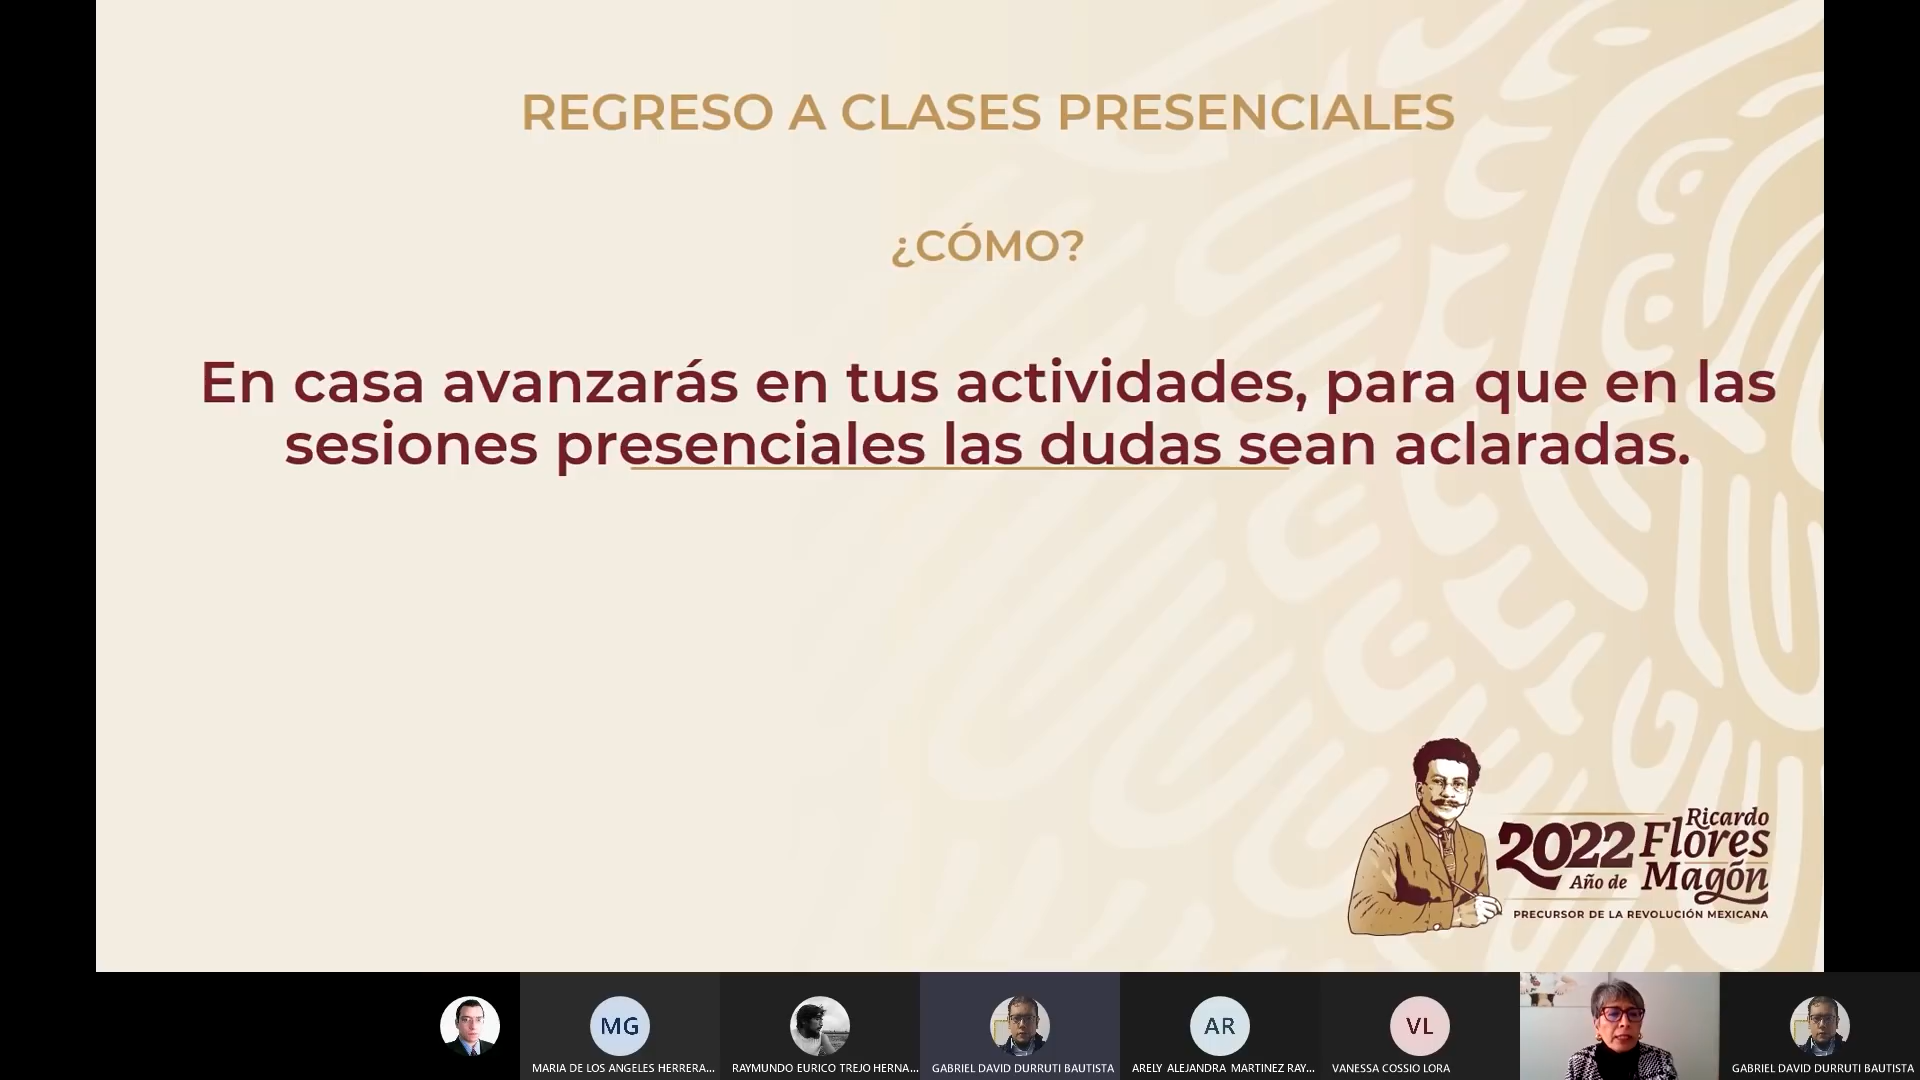 REGRESO A CLASES PRESENCIALES
¿CÓMO?
En casa avanzarás en tus actividades, para que en las
sesiones presenciales las dudas sean aclaradas.
2022
Año de
Ricardo
Flores
Magón
PRECURSOR DE LA REVOLUCIÓN MEXICANA
MG
AR
VL
MARIA DE LOS ANGELES HERRERA...
RAYMUNDO EURICO TREJO HERNA...
GABRIEL DAVID DURRUTI BAUTISTA
ARELY ALEJANDRA MARTINEZ RAY...
VANESSA COSSIO LORA
GABRIEL DAVID DURRUTI BAUTISTA